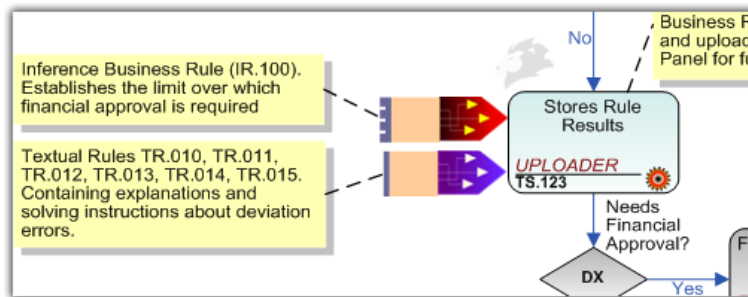 No
Business R
and upload
Panel for fu
Inference Business Rule (IR.100).
Establishes the limit over which
financial approval is required
Stores Rule
Results
UPLOADER
TS.123
Textual Rules TR.010, TR.011,
TR.012, TR.013, TR.014, TR.015.
Containing explanations and
solving instructions about deviation
errors.
Needs
Financial
Approval?
DX
Yes
F